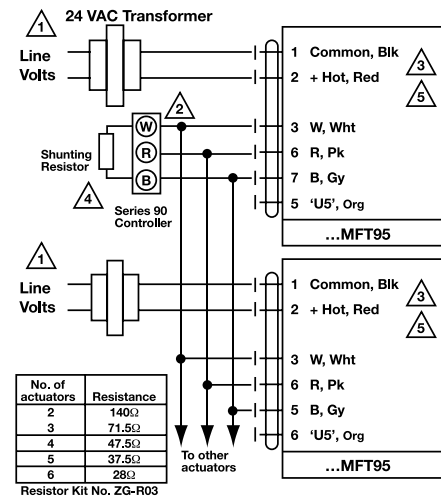 24 VAC Transformer
1
Line
Volts
1 Common, Blk
2 + Hot, Red
3
5
2
W
R
B
3 W, Wht
6 R, Pk
7 B, Gy
5 'U5', Org
Shunting
Resistor
4
Series 90
Controller
...MFT95
1
Line
Volts
1 Common, Blk
2 + Hot, Red
3
5
3 W, Wht
6 R, Pk
5 B, Gy
6 'U5', Org
...MFT95
To other
actuators
No. of actuators Resistance
2 140Ω
3 71.5Ω
4 47.5Ω
5 37.5Ω
6 28Ω
Resistor Kit No. ZG-R03